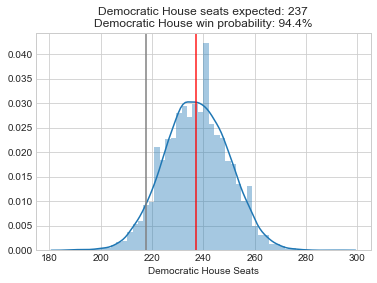 Democratic House seats expected: 237
Democratic House win probability: 94.4%
0.040
0.035
0.030
0.025
0.020
0.015
0.010
0.005
0.000
180 200 220 240 260 280 300
Democratic House Seats